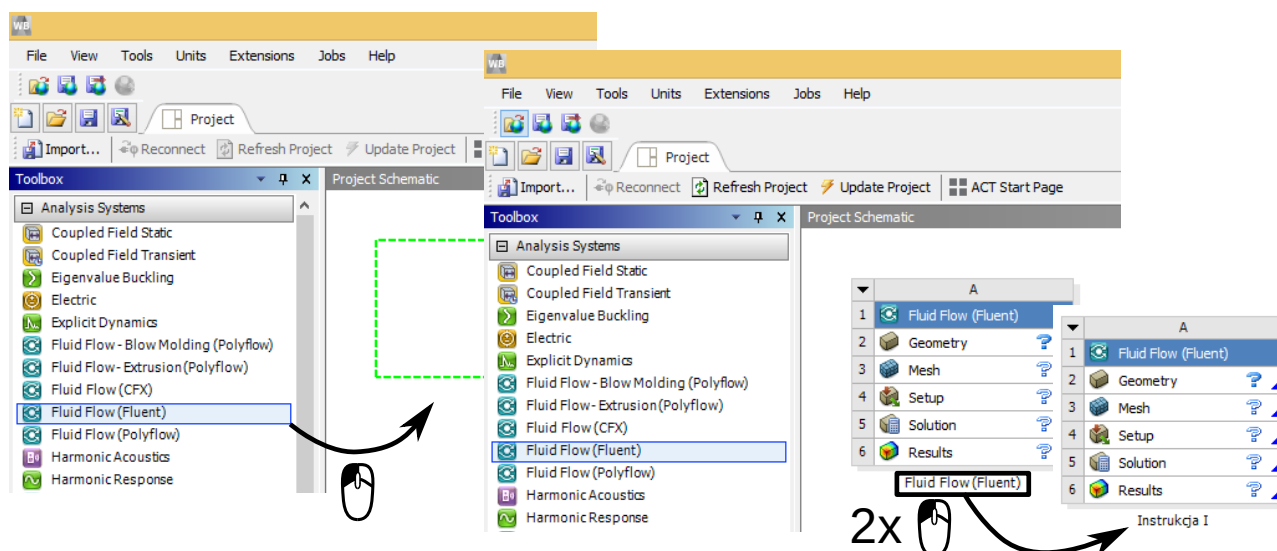 WB
File View Tools Units Extensions Jobs Help
Project
Import... Reconnect Refresh Project Update Project
Toolbox
Project Schematic
Analysis Systems
Coupled Field Static
Coupled Field Transient
Eigenvalue Buckling
Electric
Explicit Dynamics
Fluid Flow - Blow Molding (Polyflow)
Fluid Flow- Extrusion (Polyflow)
Fluid Flow (CFX)
Fluid Flow (Fluent)
Fluid Flow (Polyflow)
Harmonic Acoustics
Harmonic Response
WB
File View Tools Units Extensions Jobs Help
Project
Import... Reconnect Refresh Project Update Project ACT Start Page
Toolbox
Project Schematic
Analysis Systems
Coupled Field Static
Coupled Field Transient
Eigenvalue Buckling
Electric
Explicit Dynamics
Fluid Flow - Blow Molding (Polyflow)
Fluid Flow- Extrusion (Polyflow)
Fluid Flow (CFX)
Fluid Flow (Fluent)
Fluid Flow (Polyflow)
Harmonic Acoustics
Harmonic Response
A
1 Fluid Flow (Fluent)
2 Geometry ?
3 Mesh ?
4 Setup ?
5 Solution ?
6 Results ?
Fluid Flow (Fluent)
2x
A
1 Fluid Flow (Fluent)
2 Geometry ?
3 Mesh ?
4 Setup ?
5 Solution ?
6 Results ?
Instrukcja I